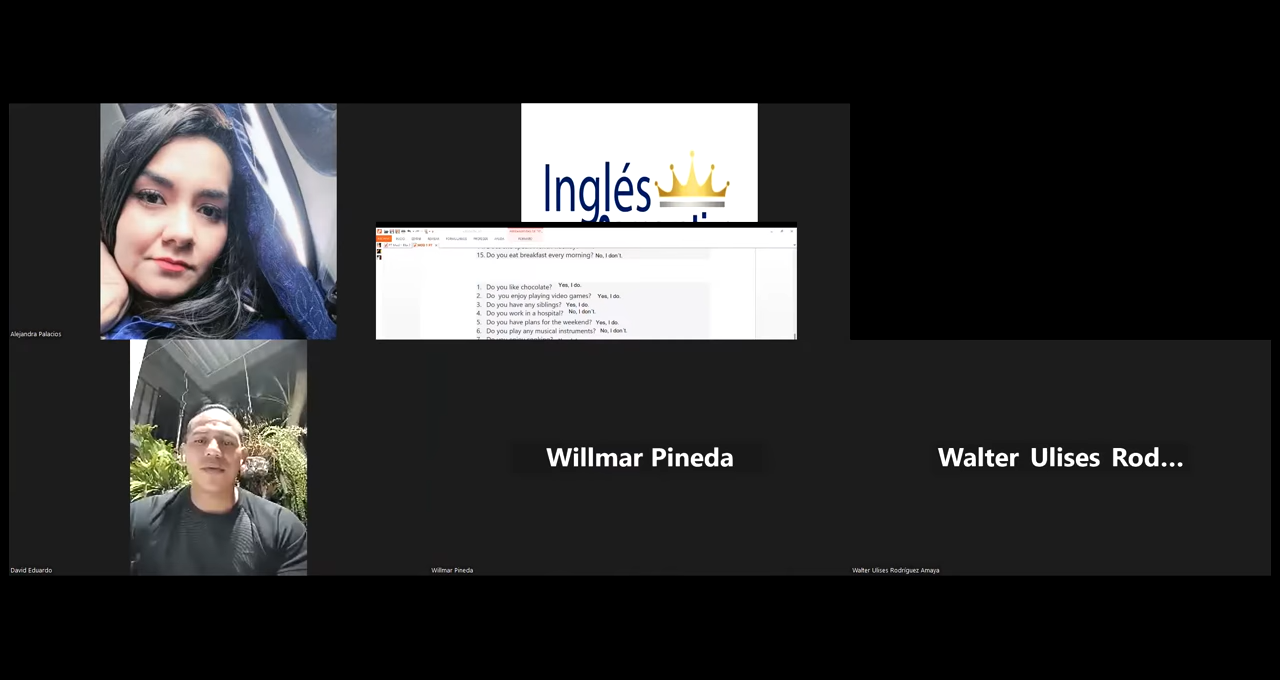 Inglés
15. Do you eat breakfast every morning? No, I don't.
1. Do you like chocolate? Yes, I do.
2. Do you enjoy playing video games? Yes, I do.
3. Do you have any siblings? Yes, I do.
4. Do you work in a hospital? No, I don't.
5. Do you have plans for the weekend? Yes, I do.
6. Do you play any musical instruments? No, I don't.
Alejandra Palacios
Willmar Pineda
Walter Ulises Rod...
David Eduardo
Willmar Pineda
Walter Ulises Rodríguez Amaya